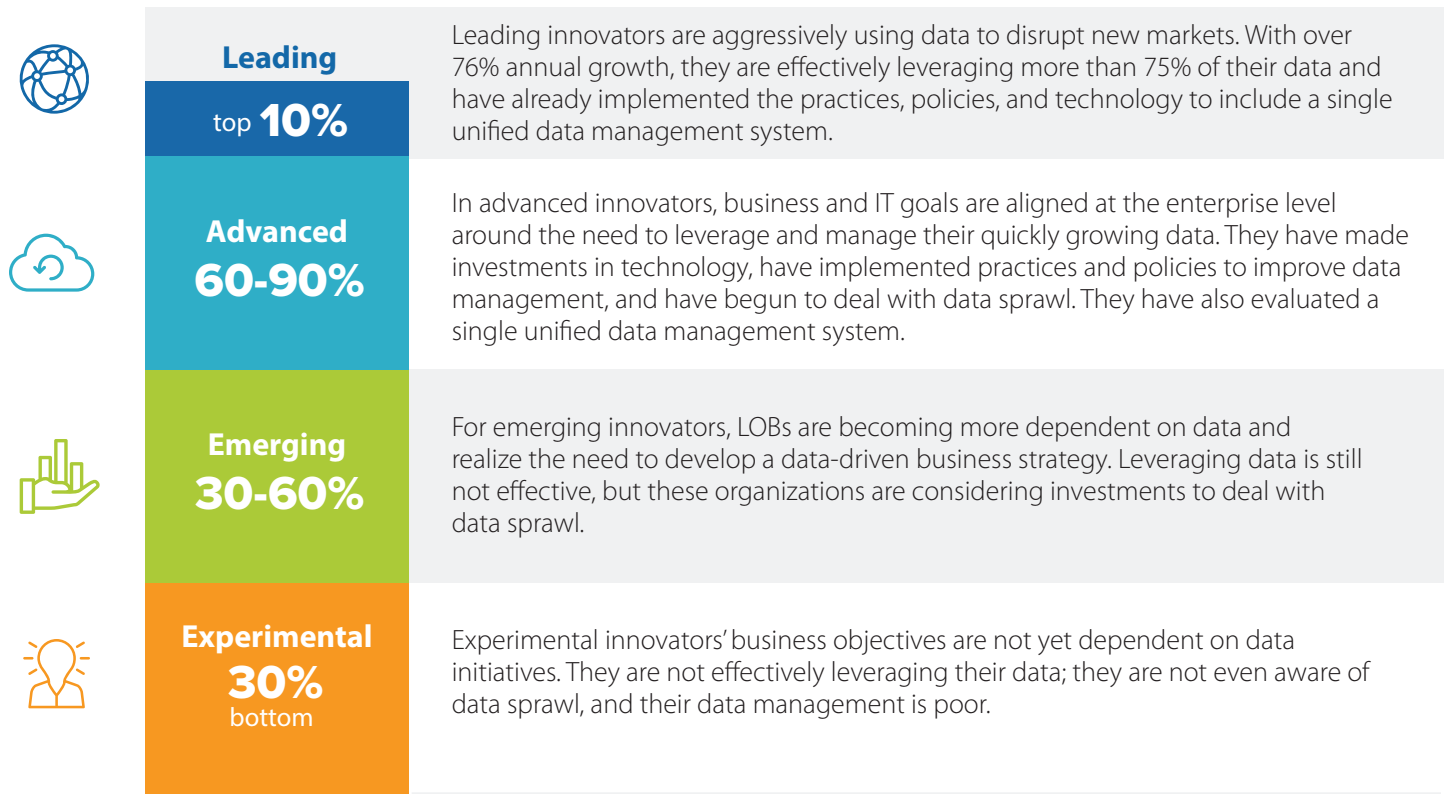 Leading
top 10%
Leading innovators are aggressively using data to disrupt new markets. With over
76% annual growth, they are effectively leveraging more than 75% of their data and
have already implemented the practices, policies, and technology to include a single
unified data management system.
Advanced
60-90%
In advanced innovators, business and IT goals are aligned at the enterprise level
around the need to leverage and manage their quickly growing data. They have made
investments in technology, have implemented practices and policies to improve data
management, and have begun to deal with data sprawl. They have also evaluated a
single unified data management system.
Emerging
30-60%
For emerging innovators, LOBs are becoming more dependent on data and
realize the need to develop a data-driven business strategy. Leveraging data is still
not effective, but these organizations are considering investments to deal with
data sprawl.
Experimental
30%
bottom
Experimental innovators’ business objectives are not yet dependent on data
initiatives. They are not effectively leveraging their data; they are not even aware of
data sprawl, and their data management is poor.